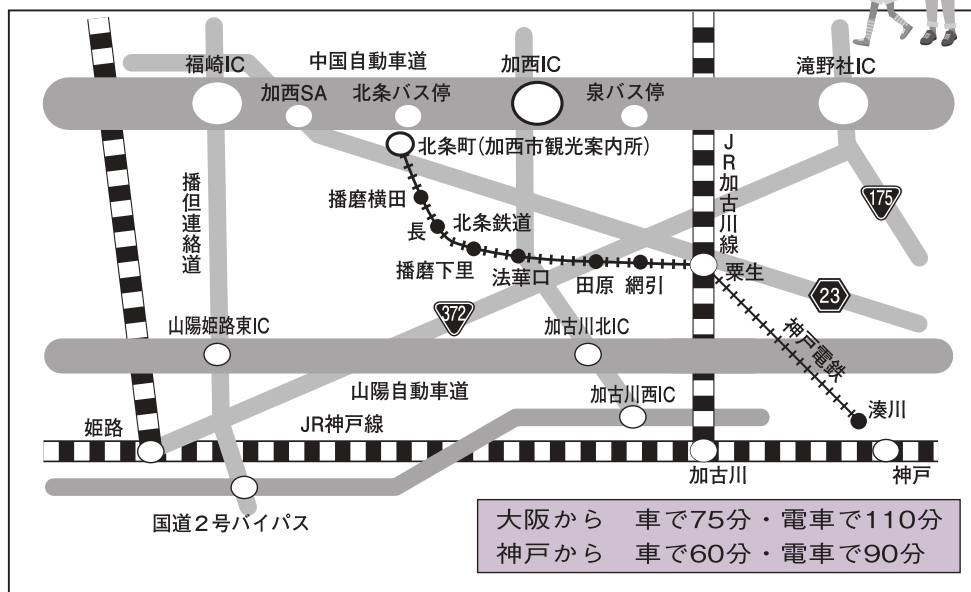 福崎IC
中国自動車道
加西IC
滝野社IC
加西SA
北条バス停
泉バス停
北条町(加西市観光案内所)
JR加古川線
播但連絡道
播磨横田
175
長
北条鉄道
播磨下里
法華口
田原
網引
粟生
23
372
山陽姫路東IC
加古川北IC
神戸電鉄
山陽自動車道
加古川西IC
湊川
姫路
JR神戸線
加古川
神戸
国道2号バイパス
大阪から 車で75分・電車で110分
神戸から 車で60分・電車で90分